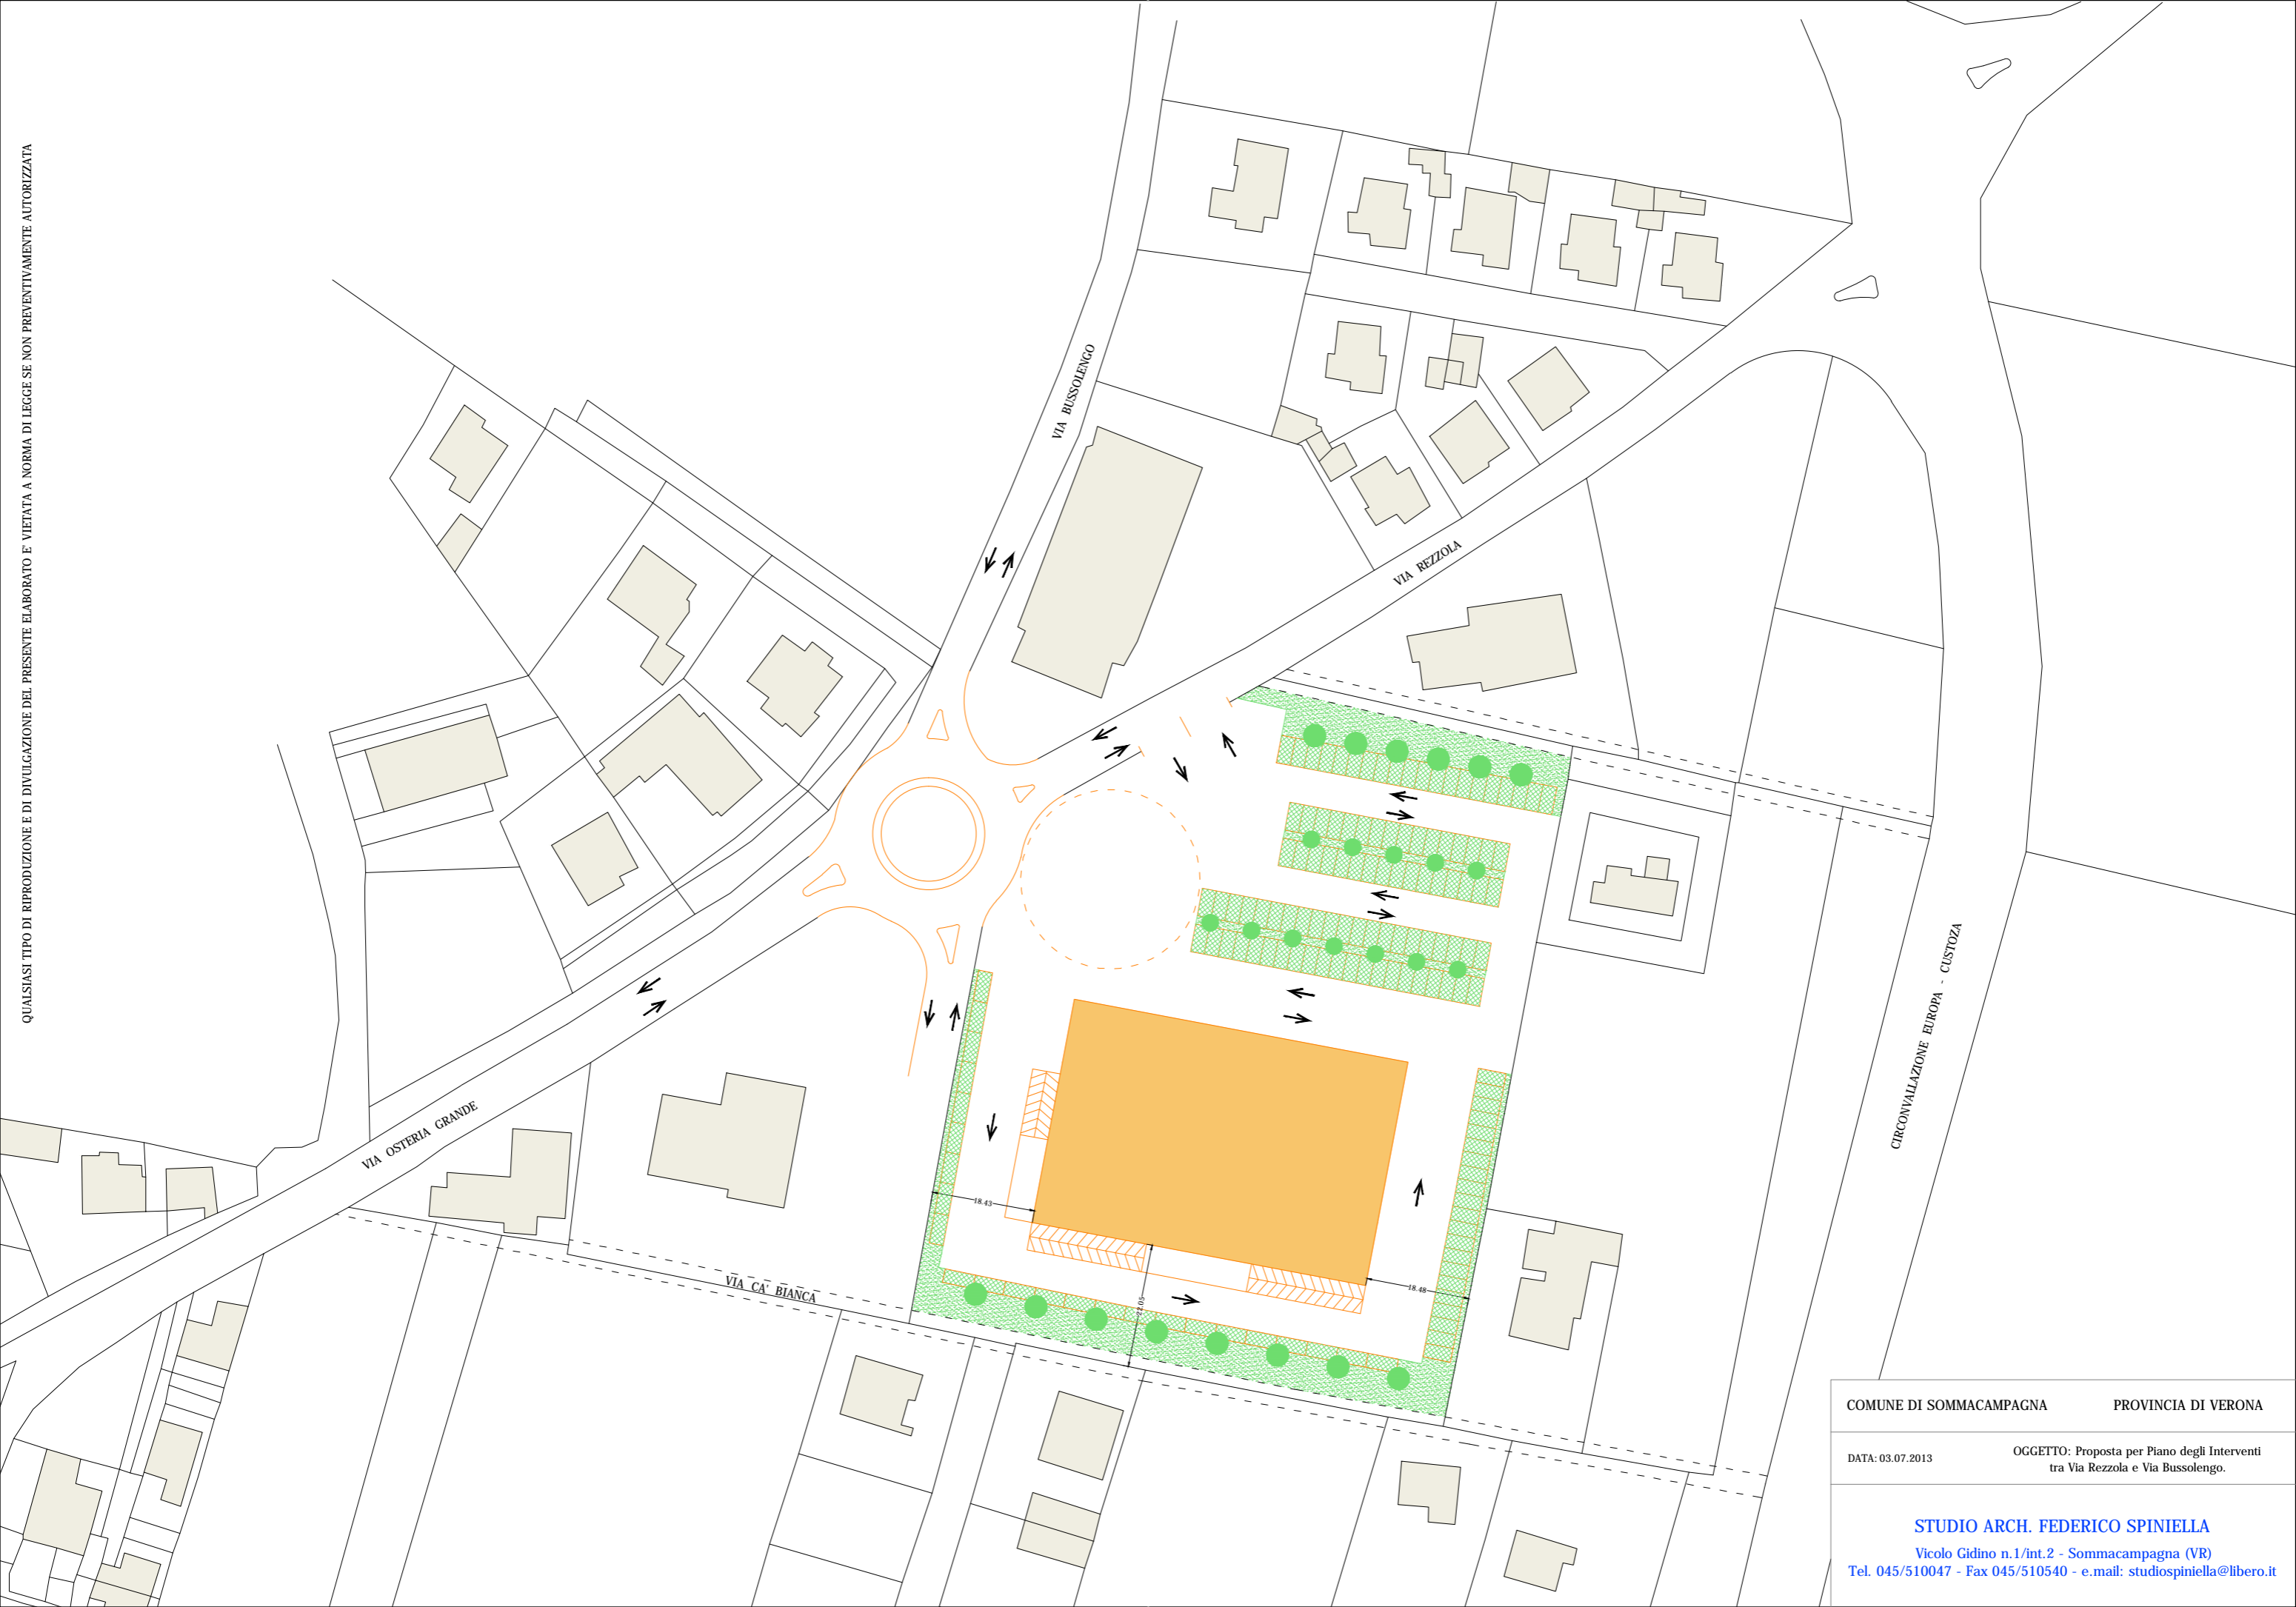 QUALSIASI TIPO DI RIPRODUZIONE E DI DIVULGAZIONE DEL PRESENTE ELABORATO E VIETATA A NORMA DI LEGGE SE NON PREVENTIVAMENTE AUTORIZZATA
VIA BUSSOLENGO
VIA REZZOLA
CIRCONVALLAZIONE EUROPA - CUSTOZA
VIA OSTERIA GRANDE
18.43
VIA CA' BIANCA
22.05
18.48
COMUNE DI SOMMACAMPAGNA PROVINCIA DI VERONA
DATA: 03.07.2013
OGGETTO: Proposta per Piano degli Interventi
tra Via Rezzola e Via Bussolengo.
STUDIO ARCH. FEDERICO SPINIELLA
Vicolo Gidino n.1/int.2 - Sommacampagna (VR)
Tel. 045/510047 - Fax 045/510540 - e.mail: studiospiniella@libero.it